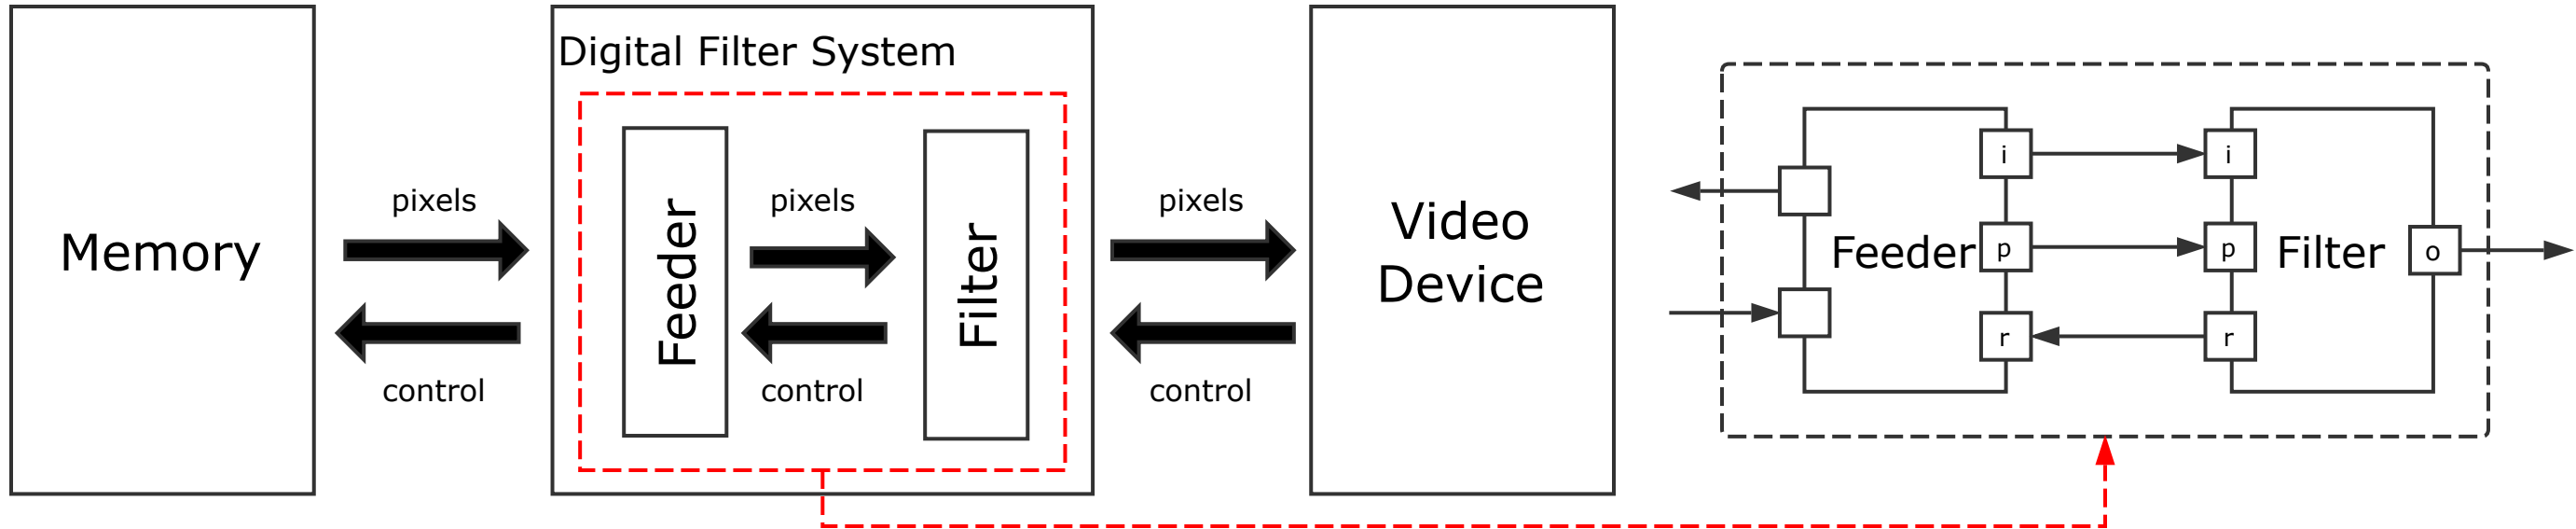 Memory
pixels
control
Digital Filter System
Feeder
pixels
control
Filter
pixels
control
Video
Device
Feeder
i
p
r
i
p
r
Filter
o